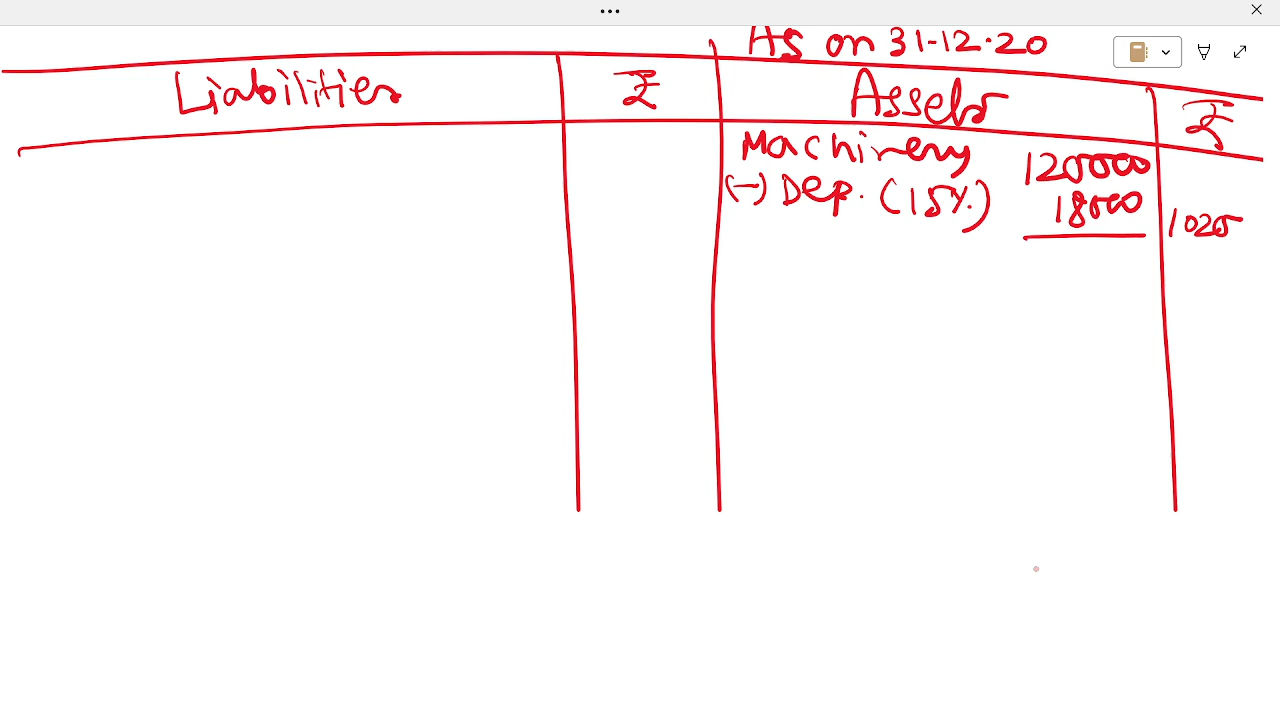 As on 31-12-20
Liabilities ₹ Assets ₹
Machinery 120000
(-) Dep. (15%) 18000 1020